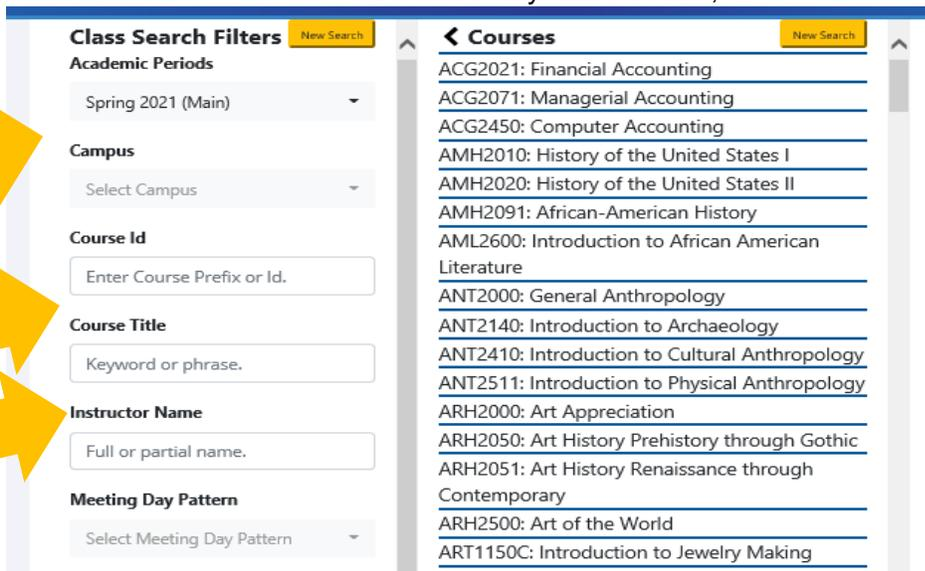 Class Search Filters
New Search
Academic Periods
Spring 2021 (Main)
Campus
Select Campus
Course Id
Enter Course Prefix or Id.
Course Title
Keyword or phrase.
Instructor Name
Full or partial name.
Meeting Day Pattern
Select Meeting Day Pattern
Courses
New Search
ACG2021: Financial Accounting
ACG2071: Managerial Accounting
ACG2450: Computer Accounting
AMH2010: History of the United States I
AMH2020: History of the United States II
AMH2091: African-American History
AML2600: Introduction to African American
Literature
ANT2000: General Anthropology
ANT2140: Introduction to Archaeology
ANT2410: Introduction to Cultural Anthropology
ANT2511: Introduction to Physical Anthropology
ARH2000: Art Appreciation
ARH2050: Art History Prehistory through Gothic
ARH2051: Art History Renaissance through
Contemporary
ARH2500: Art of the World
ART1150C: Introduction to Jewelry Making